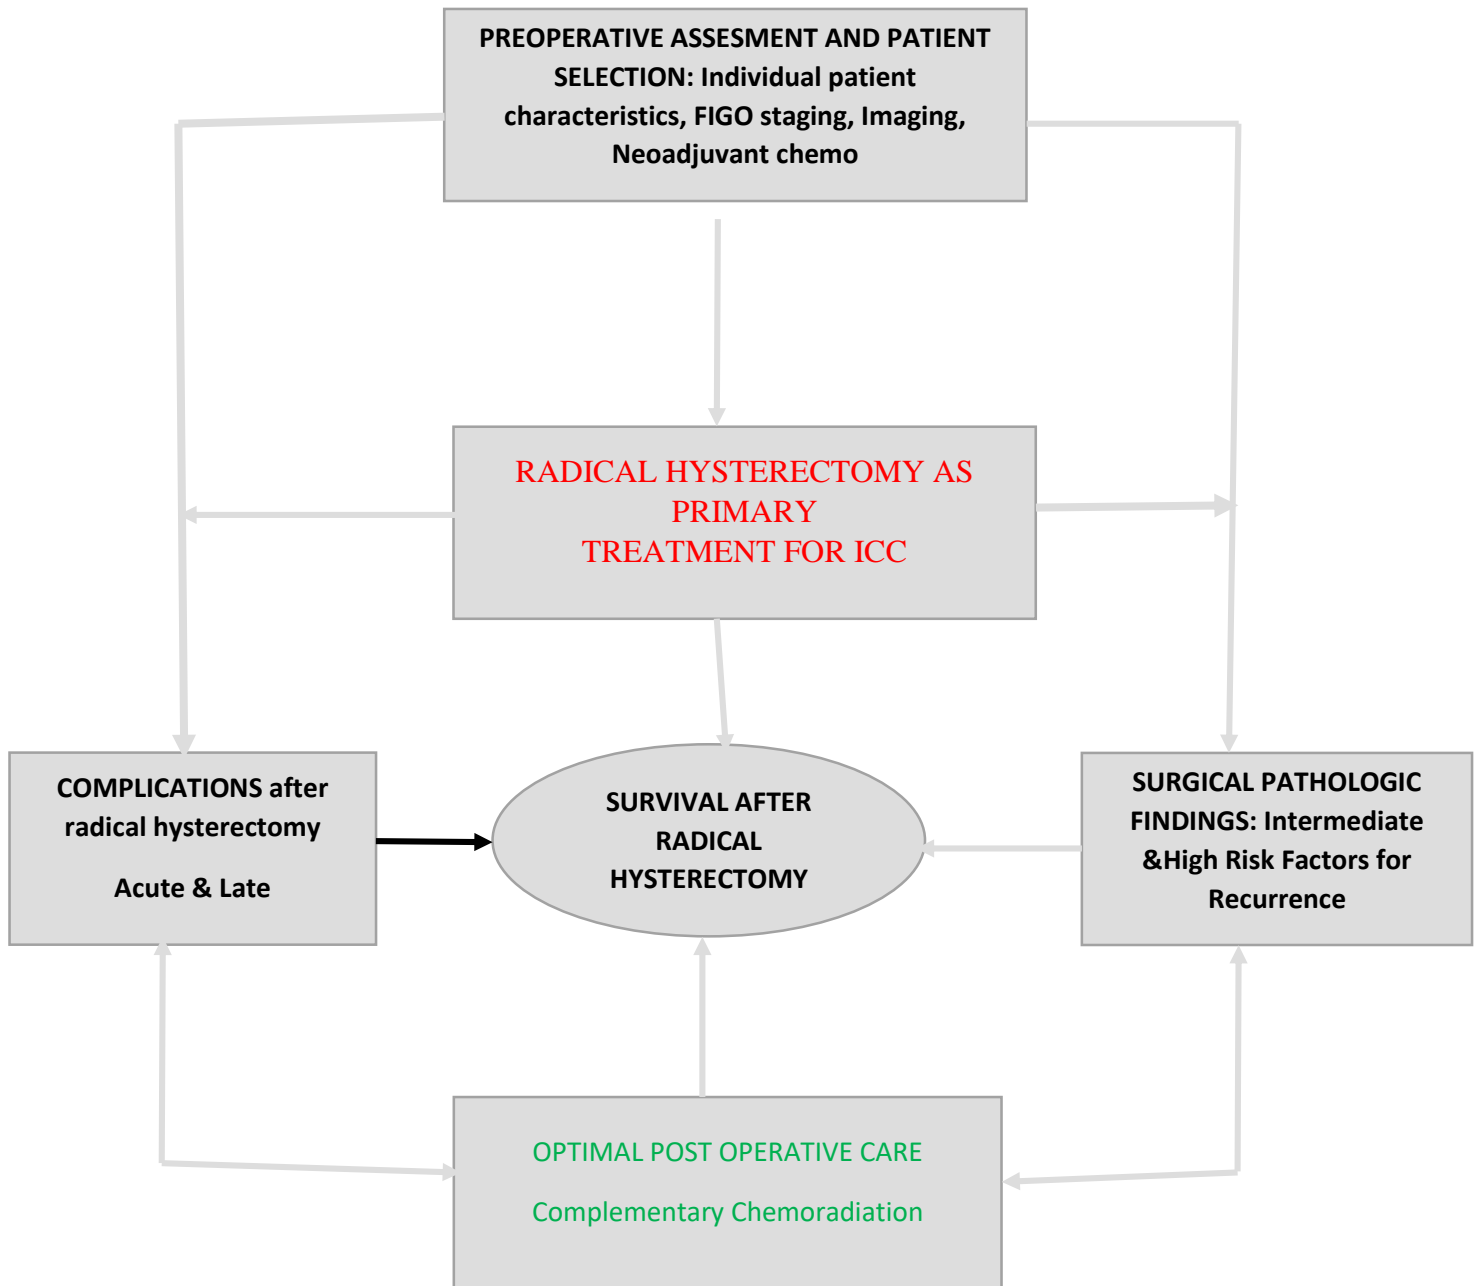 PREOPERATIVE ASSESMENT AND PATIENT
SELECTION: Individual patient
characteristics, FIGO staging, Imaging,
Neoadjuvant chemo
RADICAL HYSTERECTOMY AS
PRIMARY
TREATMENT FOR ICC
COMPLICATIONS after
radical hysterectomy
Acute & Late
SURVIVAL AFTER
RADICAL
HYSTERECTOMY
SURGICAL PATHOLOGIC
FINDINGS: Intermediate
&High Risk Factors for
Recurrence
OPTIMAL POST OPERATIVE CARE
Complementary Chemoradiation